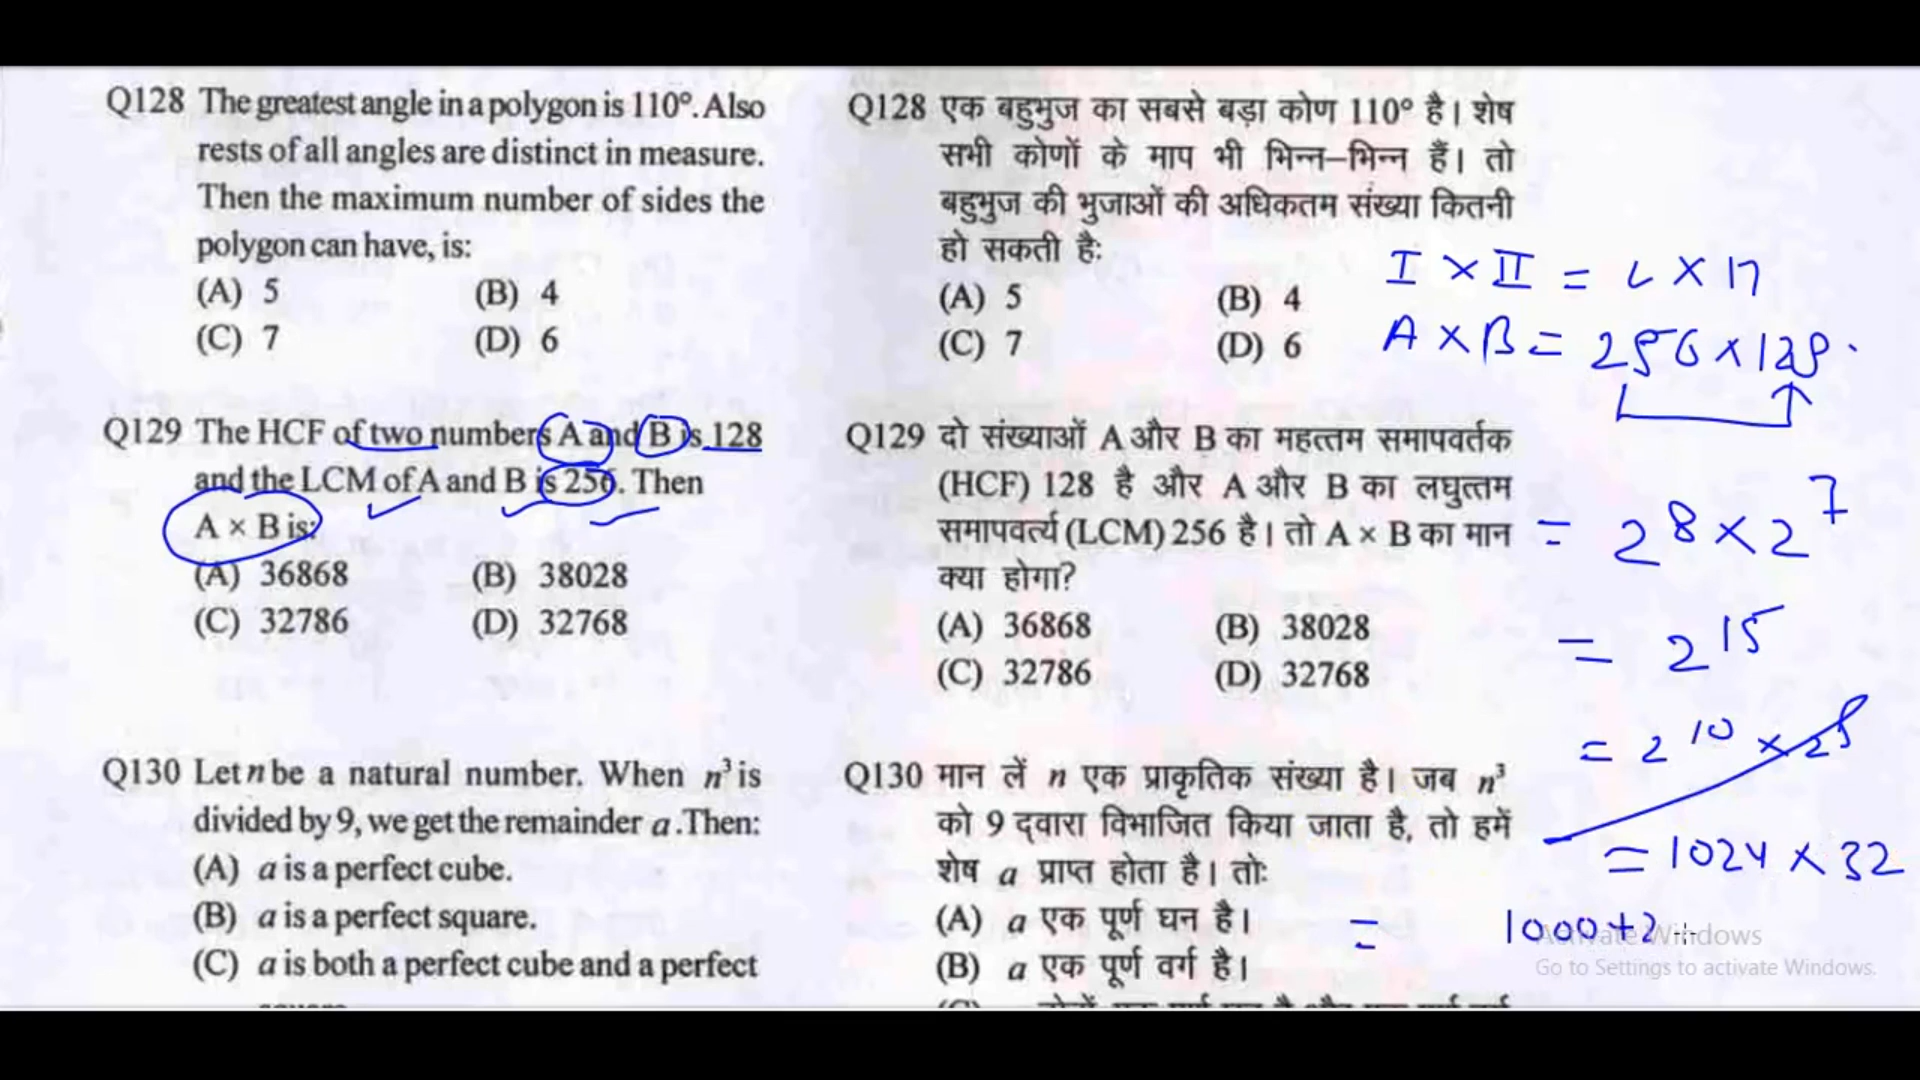 Q128 The greatest angle in a polygon is 110°. Also
rests of all angles are distinct in measure.
Then the maximum number of sides the
polygon can have, is:
(A) 5 (B) 4
(C) 7 (D) 6
Q129 The HCF of two numbers A and B is 128
and the LCM of A and B is 256. Then
A × B is:
(A) 36868 (B) 38028
(C) 32786 (D) 32768
Q130 Let n be a natural number. When n³ is
divided by 9, we get the remainder a. Then:
(A) a is a perfect cube.
(B) a is a perfect square.
(C) a is both a perfect cube and a perfect
Q128 एक बहुभुज का सबसे बड़ा कोण 110° है। शेष
सभी कोणों के माप भी भिन्न–भिन्न हैं। तो
बहुभुज की भुजाओं की अधिकतम संख्या कितनी
हो सकती हैः
(A) 5 (B) 4
(C) 7 (D) 6
Q129 दो संख्याओं A और B का महत्तम समापवर्तक
(HCF) 128 है और A और B का लघुत्तम
समापवर्त्य (LCM) 256 है। तो A × B का मान
क्या होगा?
(A) 36868 (B) 38028
(C) 32786 (D) 32768
Q130 मान लें n एक प्राकृतिक संख्या है। जब n³
को 9 द्वारा विभाजित किया जाता है, तो हमें
शेष a प्राप्त होता है। तोः
(A) a एक पूर्ण घन है।
(B) a एक पूर्ण वर्ग है।
I × II = L × H
A × B = 256 × 128.
= 2⁸ × 2⁷
= 2¹⁵
= 2¹⁰ × 2⁵
= 1024 × 32
= 1000 + 2
Activate Windows
Go to Settings to activate Windows.